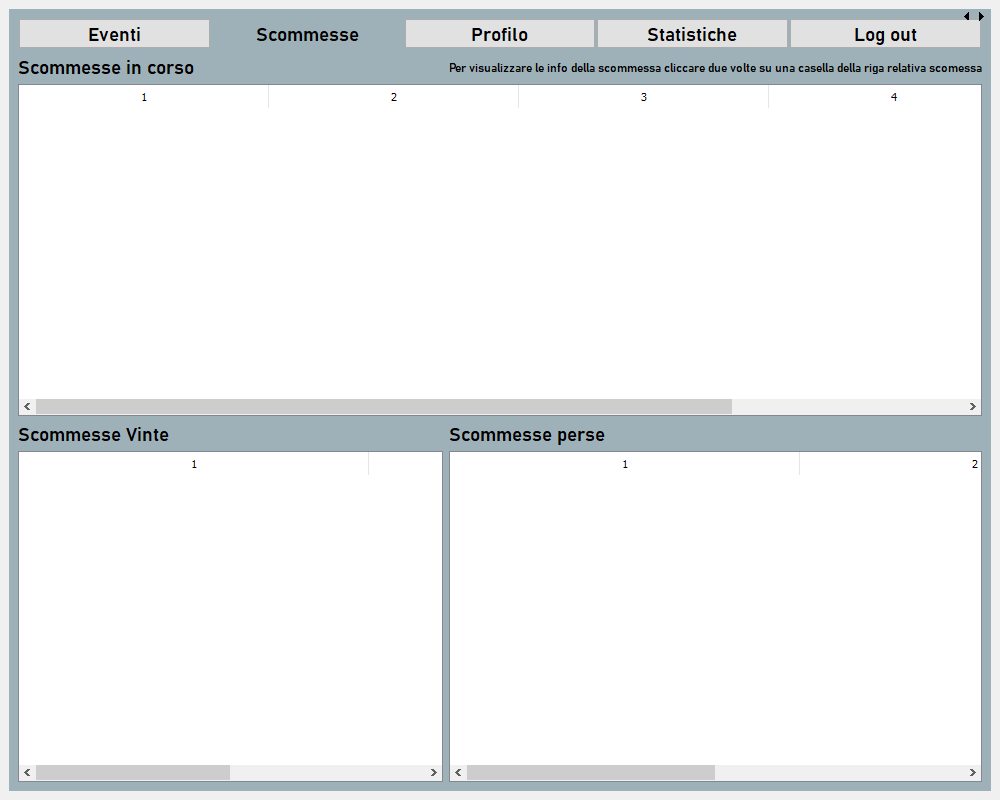 Eventi Scommesse Profilo Statistiche Log out
Scommesse in corso Per visualizzare le info della scommessa cliccare due volte su una casella della riga relativa scomessa
1 2 3 4
Scommesse Vinte Scommesse perse
1 1 2